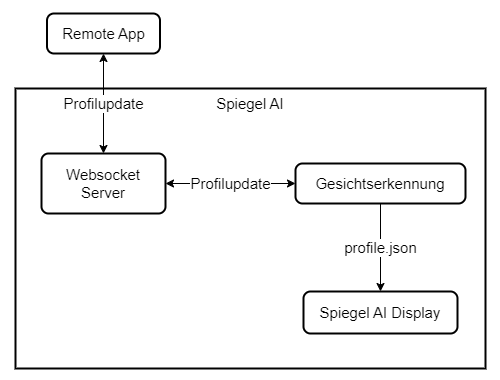 Remote App
Profilupdate
Spiegel AI
Websocket
Server
Profilupdate
Gesichtserkennung
profile.json
Spiegel AI Display